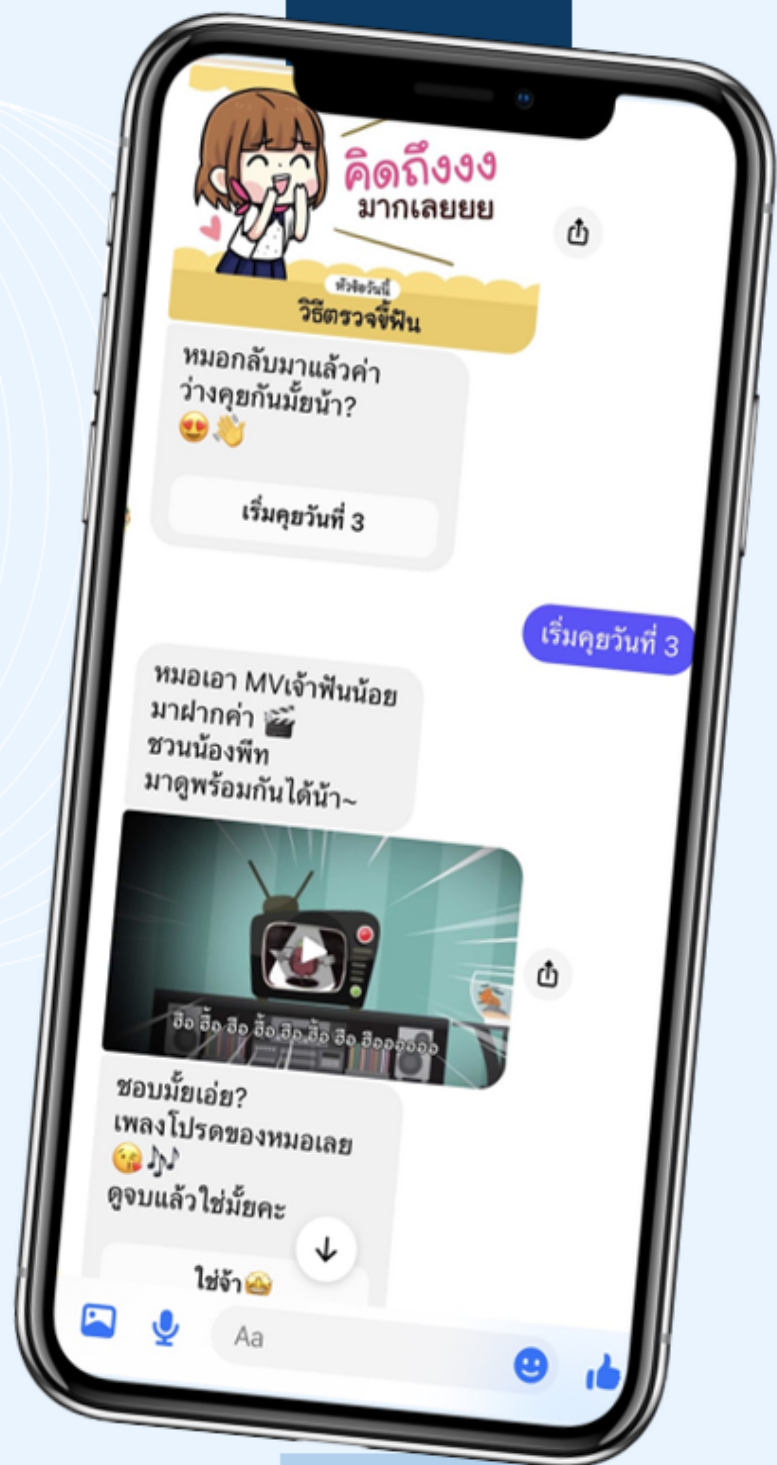 คิดถึงงง
มากเลยยย
หัวข้อวันนี้
วิธีตรวจขี้ฟัน
หมอกลับมาแล้วค่า
ว่างคุยกันมั้ยน้า?
😍👋
เริ่มคุยวันที่ 3
เริ่มคุยวันที่ 3
หมอเอา MVเจ้าฟันน้อย
มาฝากค่า 🎬
ชวนน้องพีท
มาดูพร้อมกันได้น้า~
ฮือ ฮื้อ ฮือ ฮื้อ ฮือ ฮื้อ ฮือ ฮืออออออ
ชอบมั้ยเอ่ย?
เพลงโปรดของหมอเลย
😘🎶
ดูจบแล้วใช่มั้ยคะ
ใช่จ้า🤩
Aa